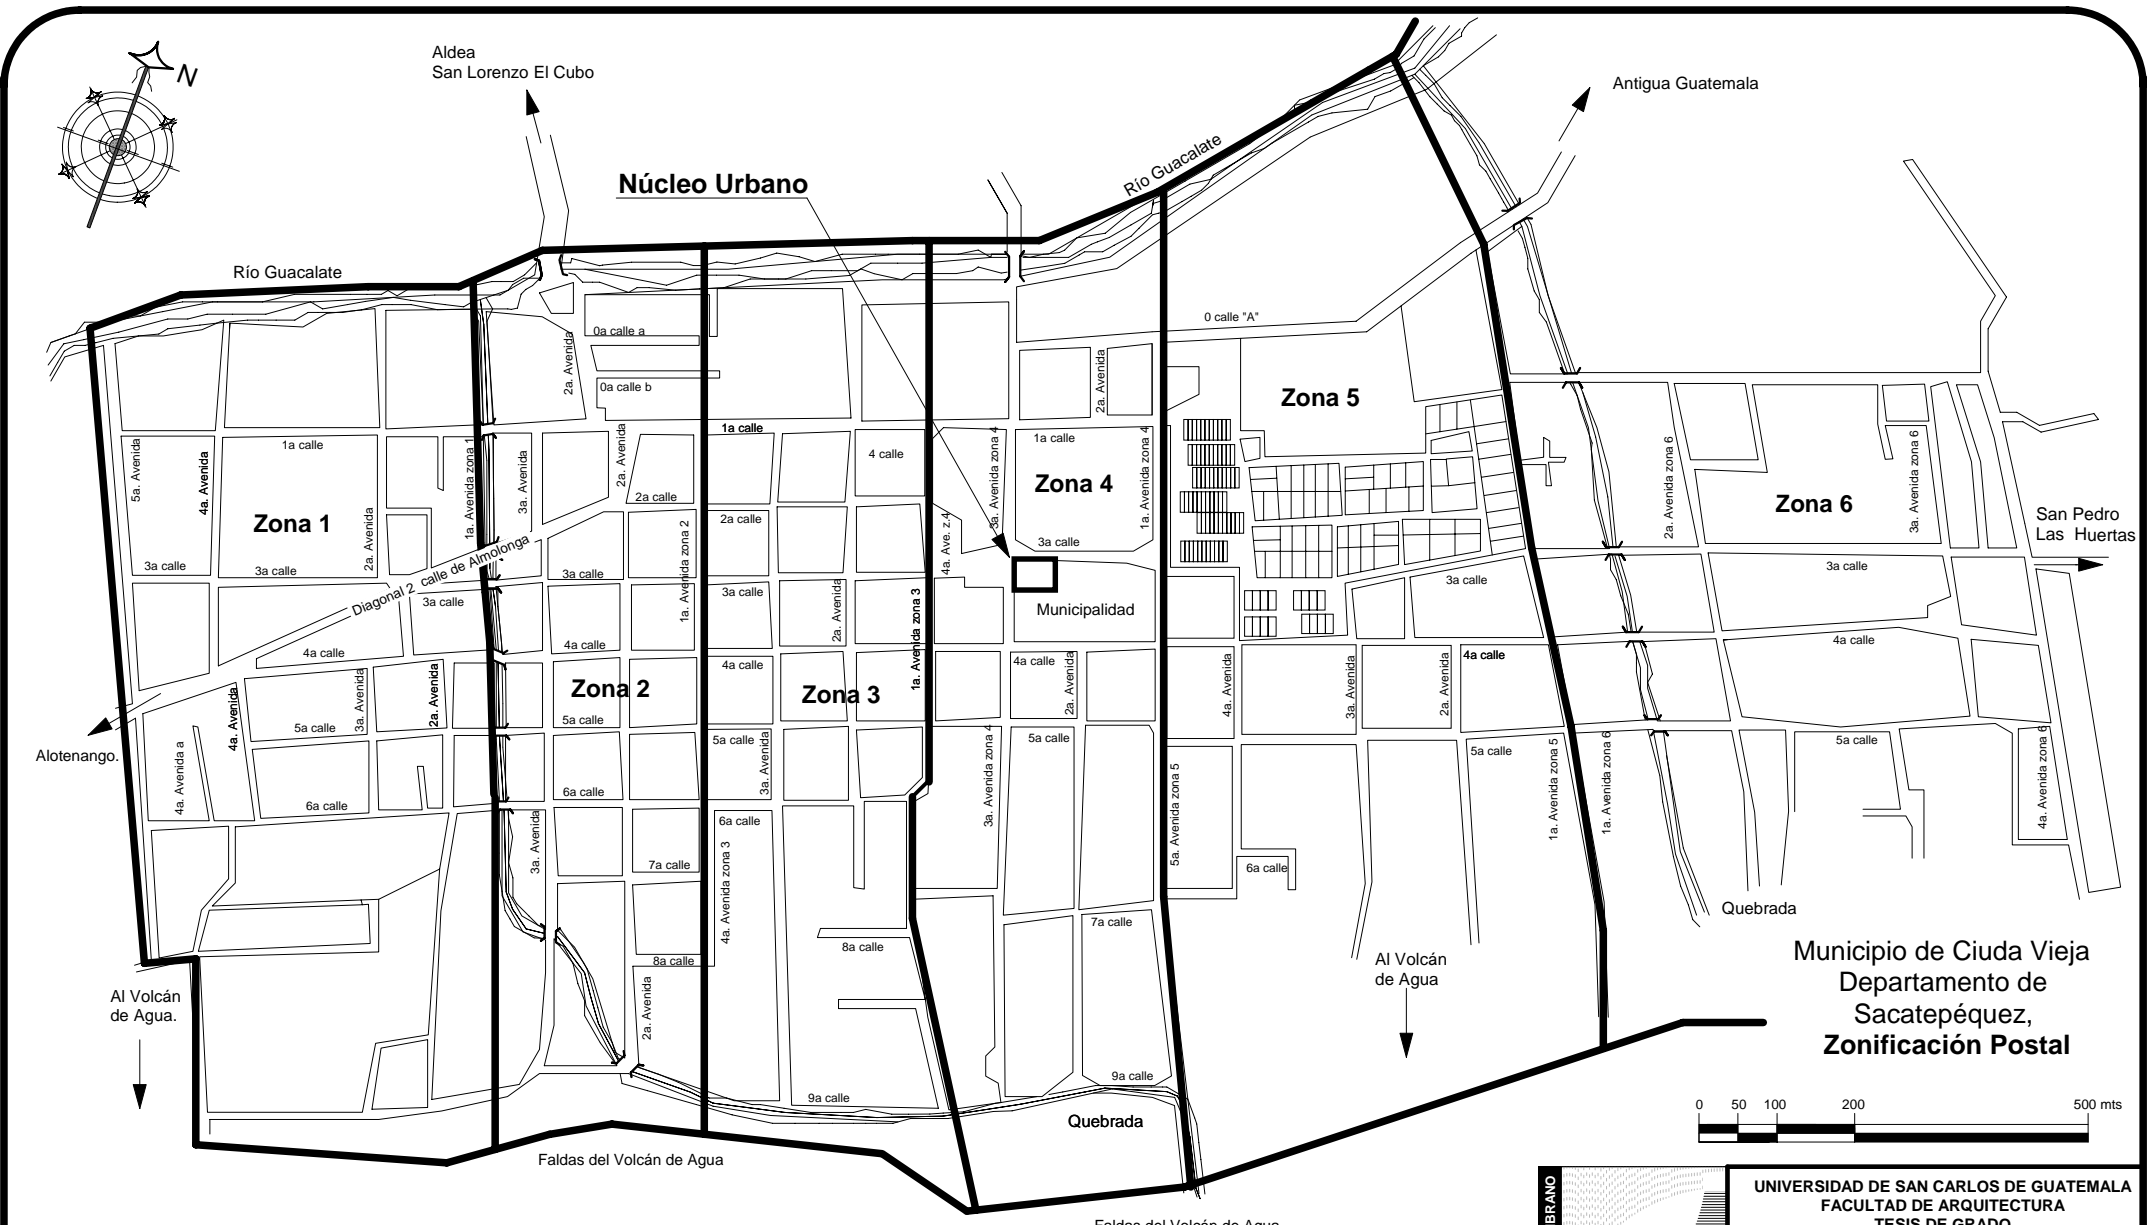 N
Aldea
San Lorenzo El Cubo
Antigua Guatemala
Núcleo Urbano
Río Guacalate
Río Guacalate
0 calle "A"
0a calle a
0a calle b
2a. Avenida
2a. Avenida
Zona 5
1a calle
1a calle
1a calle
4 calle
5a. Avenida
4a. Avenida
1a. Avenida zona 1
3a. Avenida
2a. Avenida
3a. Avenida zona 4
1a. Avenida zona 4
2a. Avenida zona 6
3a. Avenida zona 6
Zona 1
Zona 4
Zona 6
2a calle
2a calle
San Pedro
Las Huertas
2a. Avenida
1a. Avenida zona 2
4a. Ave. z.4
3a calle
3a calle
3a calle
Diagonal 2 calle de Almolonga
3a calle
3a calle
3a calle
3a calle
3a calle
Municipalidad
2a. Avenida
1a. Avenida zona 3
4a calle
4a calle
4a calle
4a calle
4a calle
4a calle
4a. Avenida
3a. Avenida
2a. Avenida
Zona 2
Zona 3
2a. Avenida
4a. Avenida
3a. Avenida
2a. Avenida
5a calle
5a calle
5a calle
5a calle
5a calle
5a calle
Alotenango.
4a. Avenida a
3a. Avenida
3a. Avenida zona 4
5a. Avenida zona 5
1a. Avenida zona 5
1a. Avenida zona 6
4a. Avenida 6
6a calle
6a calle
6a calle
6a calle
3a. Avenida
4a. Avenida zona 3
7a calle
7a calle
Quebrada
8a calle
8a calle
2a. Avenida
Al Volcán
de Agua.
Al Volcán
de Agua
9a calle
9a calle
Quebrada
Faldas del Volcán de Agua
Faldas del Volcán de Agua
Municipio de Ciuda Vieja
Departamento de
Sacatepéquez,
Zonificación Postal
0 50 100 200 500 mts
BRANO
UNIVERSIDAD DE SAN CARLOS DE GUATEMALA
FACULTAD DE ARQUITECTURA
TESIS DE GRADO